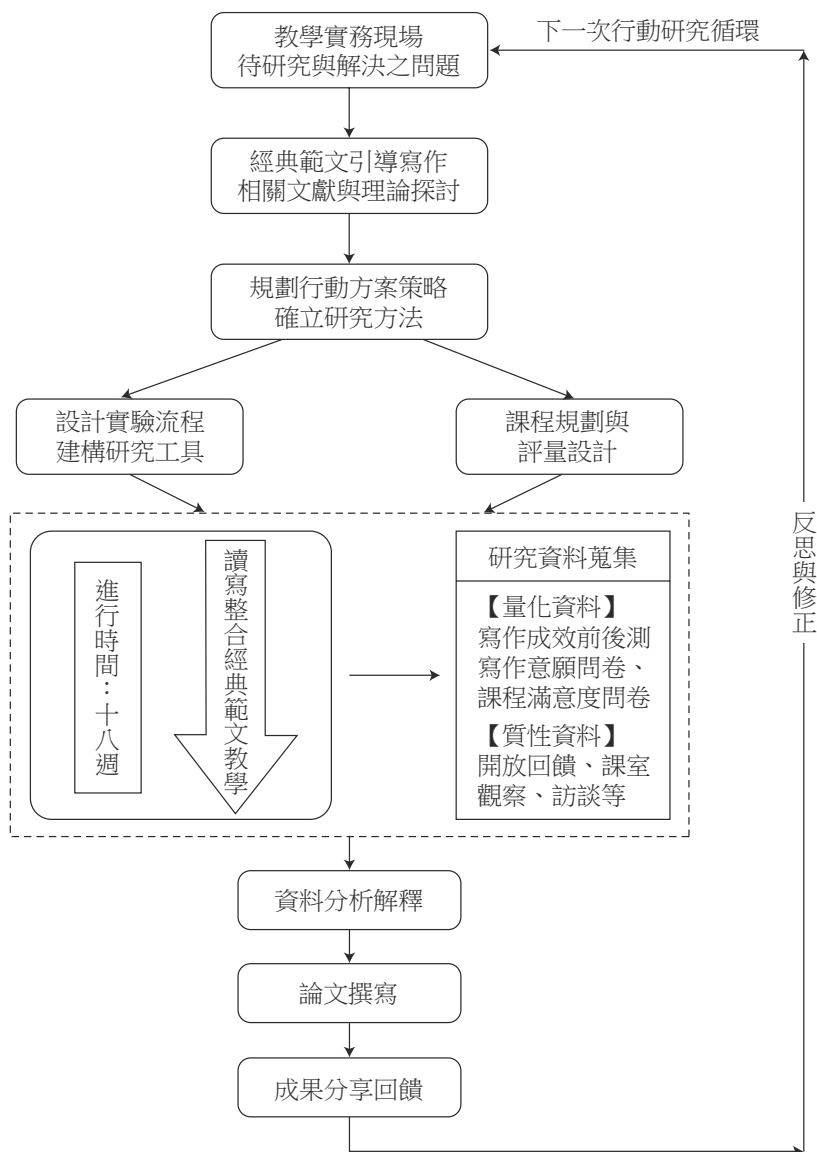 教學實務現場
待研究與解決之問題
下一次行動研究循環
經典範文引導寫作
相關文獻與理論探討
規劃行動方案策略
確立研究方法
設計實驗流程
建構研究工具
課程規劃與
評量設計
進行時間：十八週
讀寫整合經典範文教學
研究資料蒐集
【量化資料】
寫作成效前後測
寫作意願問卷、
課程滿意度問卷
【質性資料】
開放回饋、課室
觀察、訪談等
反思與修正
資料分析解釋
論文撰寫
成果分享回饋